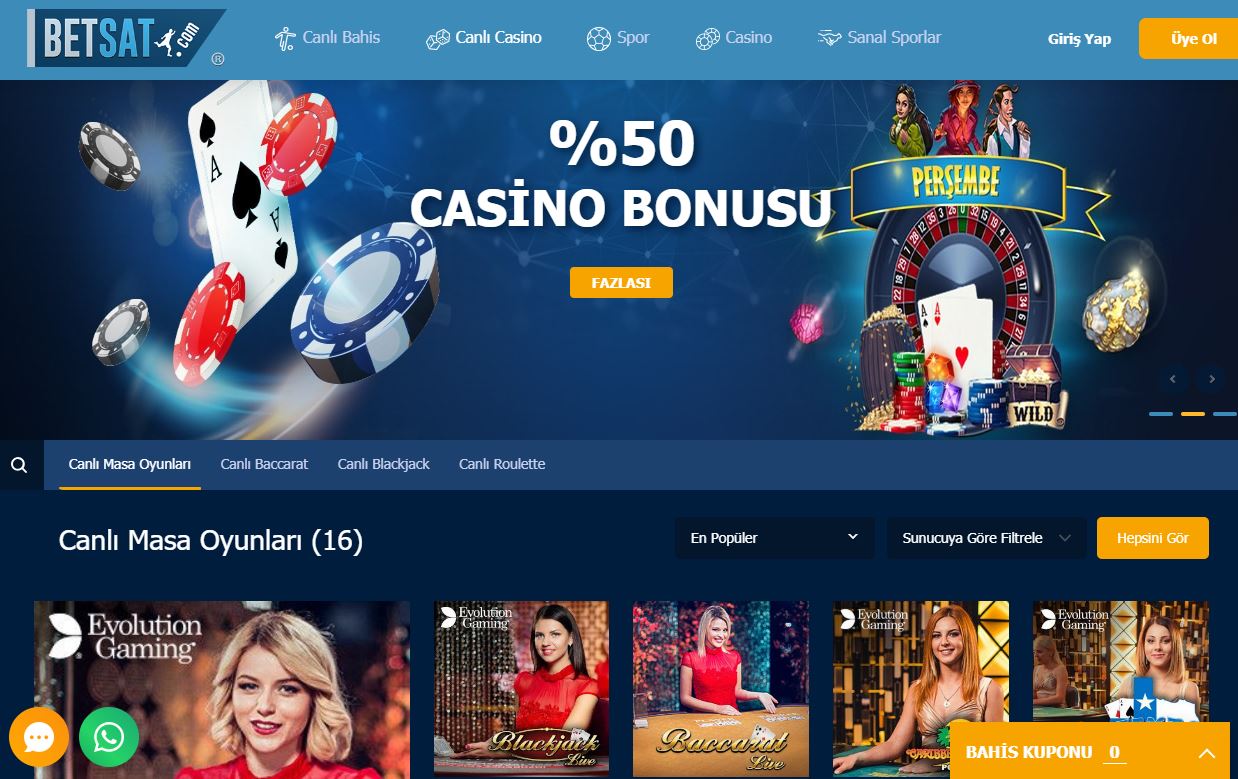 BETSAT.com
®
Canlı Bahis
Canlı Casino
Spor
Casino
Sanal Sporlar
Giriş Yap
Üye Ol
%50
CASİNO BONUSU
FAZLASI
PERŞEMBE
A
A
A
A
WILD
Canlı Masa Oyunları
Canlı Baccarat
Canlı Blackjack
Canlı Roulette
Canlı Masa Oyunları (16)
En Popüler
Sunucuya Göre Filtrele
Hepsini Gör
Evolution
Gaming
Evolution
Gaming
Evolution
Gaming
Evolution
Gaming
Blackjack
Live
Baccarat
Live
BAHİS KUPONU 0